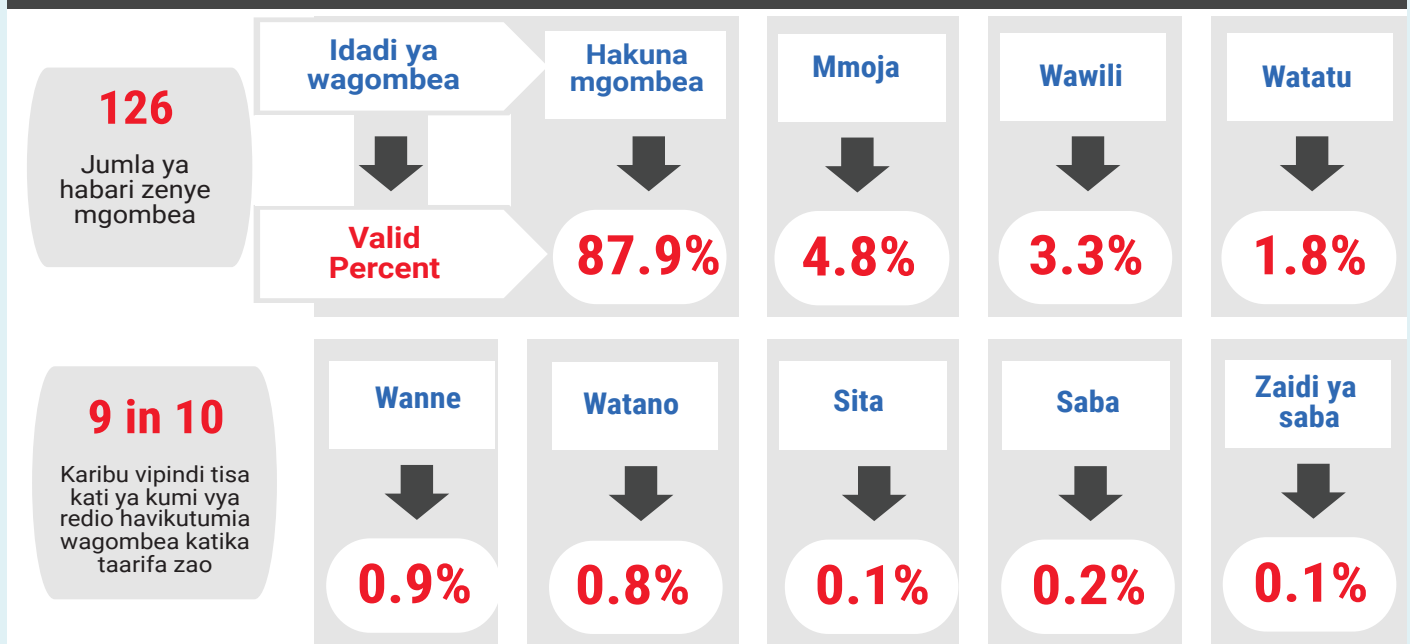 126
Jumla ya
habari zenye
mgombea
Idadi ya
wagombea
Hakuna
mgombea
Mmoja
Wawili
Watatu
Valid
Percent
87.9%
4.8%
3.3%
1.8%
9 in 10
Karibu vipindi tisa
kati ya kumi vya
redio havikutumia
wagombea katika
taarifa zao
Wanne
Watano
Sita
Saba
Zaidi ya
saba
0.9%
0.8%
0.1%
0.2%
0.1%